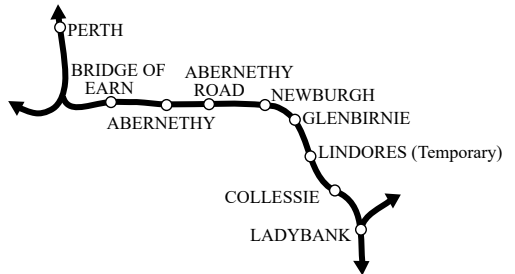 PERTH
BRIDGE OF
EARN
ABERNETHY
ABERNETHY
ROAD
NEWBURGH
GLENBIRNIE
LINDORES (Temporary)
COLLESSIE
LADYBANK